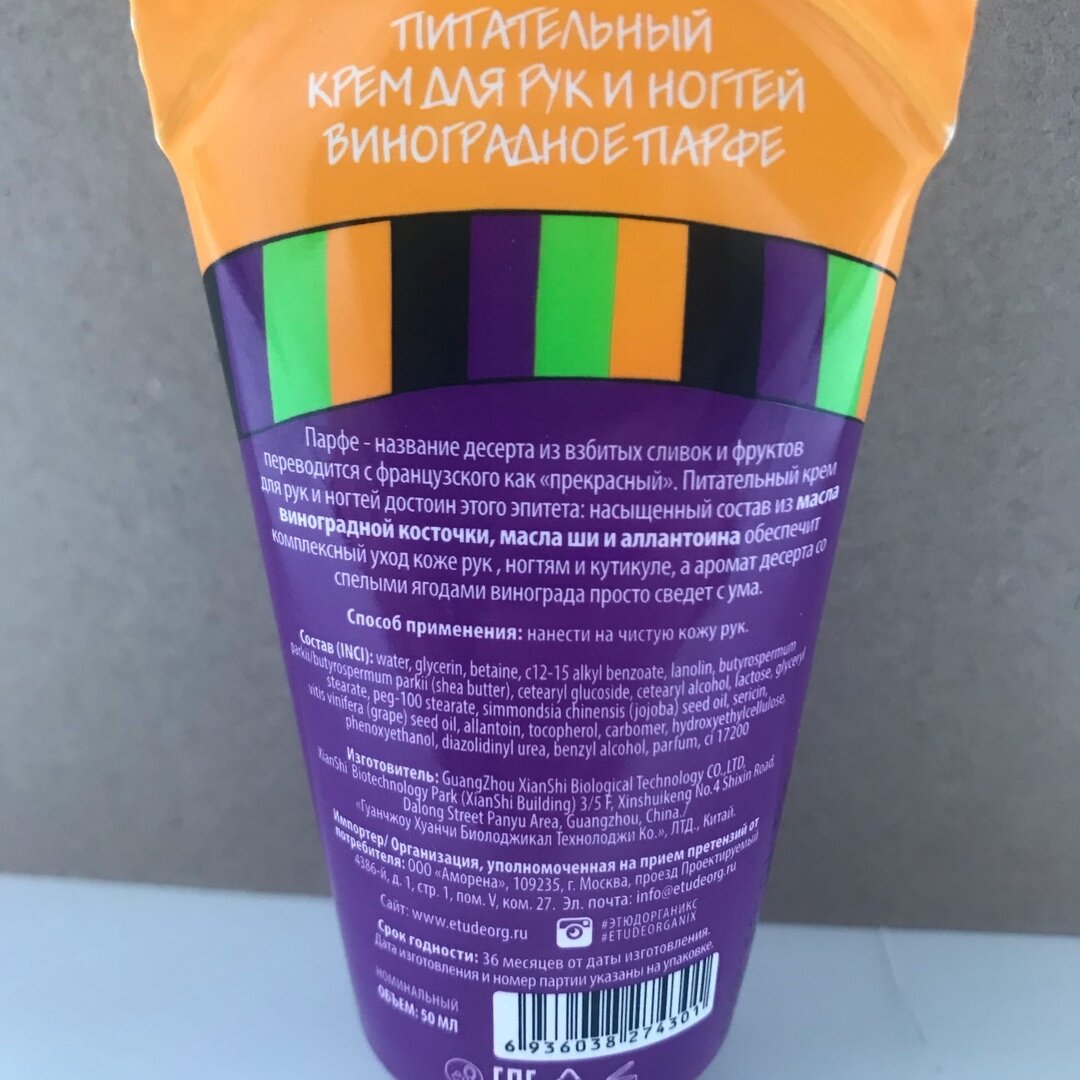 ПИТАТЕЛЬНЫЙ
КРЕМ ДЛЯ РУК И НОГТЕЙ
ВИНОГРАДНОЕ ПАРФЕ
Парфе - название десерта из взбитых сливок и фруктов
переводится с французского как «прекрасный». Питательный крем
для рук и ногтей достоин этого эпитета: насыщенный состав из масла
виноградной косточки, масла ши и аллантоина обеспечит
комплексный уход коже рук , ногтям и кутикуле, а аромат десерта со
спелыми ягодами винограда просто сведет с ума.
Способ применения: нанести на чистую кожу рук.
Состав (INCI): water, glycerin, betaine, c12-15 alkyl benzoate, lanolin, butyrospermum
parkii/butyrospermum parkii (shea butter), cetearyl glucoside, cetearyl alcohol, lactose, glyceryl
stearate, peg-100 stearate, simmondsia chinensis (jojoba) seed oil, sericin,
vitis vinifera (grape) seed oil, allantoin, tocopherol, carbomer, hydroxyethylcellulose,
phenoxyethanol, diazolidinyl urea, benzyl alcohol, parfum, ci 17200
Изготовитель: GuangZhou XianShi Biological Technology CO.,LTD,
XianShi Biotechnology Park (XianShi Building) 3/5 F, Xinshuikeng No.4 Shixin Road,
Dalong Street Panyu Area, Guangzhou, China./
«Гуанчжоу Хуанчи Биолоджикал Технолоджи Ко.», ЛТД., Китай.
Импортер/ Организация, уполномоченная на прием претензий от
потребителя: ООО «Аморена», 109235, г. Москва, проезд Проектируемый
4386-й, д. 1, стр. 1, пом. V, ком. 27. Эл. почта: info@etudeorg.ru
Сайт: www.etudeorg.ru
#ЭТЮДОРГАНИКС
#ETUDEORGANIX
Срок годности: 36 месяцев от даты изготовления.
Дата изготовления и номер партии указаны на упаковке.
НОМИНАЛЬНЫЙ
ОБЪЕМ: 50 МЛ
6 936038 274301